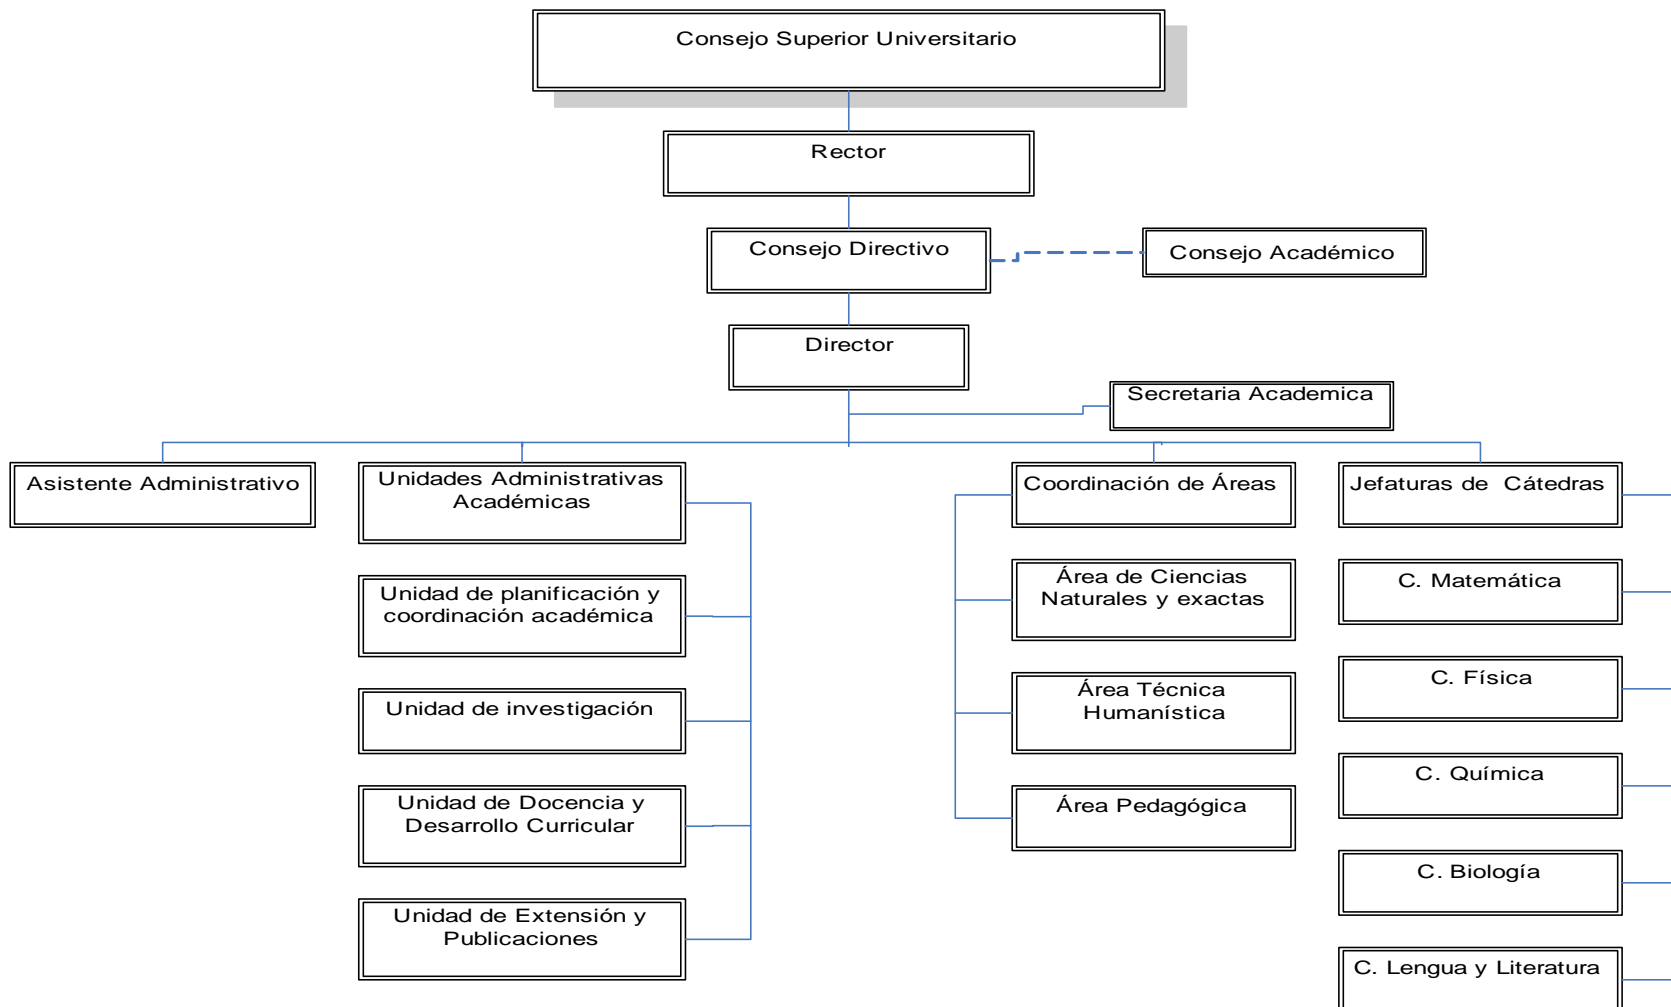 Consejo Superior Universitario
Rector
Consejo Directivo
Consejo Académico
Director
Secretaria Academica
Asistente Administrativo
Unidades Administrativas
Académicas
Unidad de planificación y
coordinación académica
Unidad de investigación
Unidad de Docencia y
Desarrollo Curricular
Unidad de Extensión y
Publicaciones
Coordinación de Áreas
Área de Ciencias
Naturales y exactas
Área Técnica
Humanística
Área Pedagógica
Jefaturas de Cátedras
C. Matemática
C. Física
C. Química
C. Biología
C. Lengua y Literatura